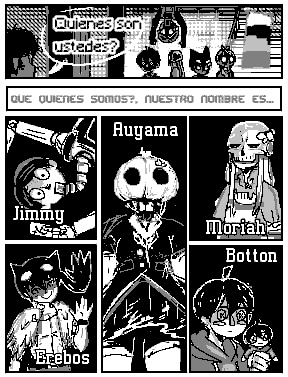 Quienes son
ustedes?
QUE QUIENES SOMOS?, NUESTRO NOMBRE ES...
Auyama
Jimmy
Moriah
Botton
Erebos